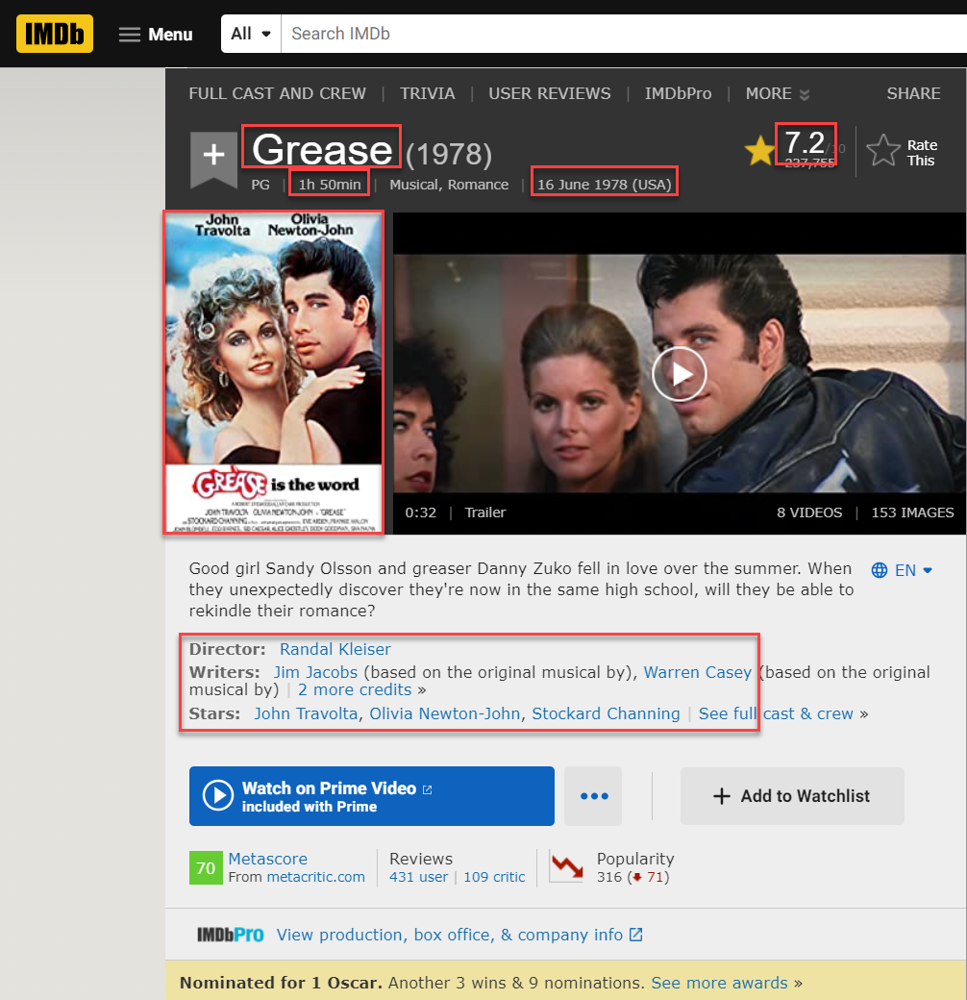 IMDb
Menu
All
Search IMDb
FULL CAST AND CREW | TRIVIA | USER REVIEWS | IMDbPro | MORE
SHARE
+ Grease (1978)
7.2/10
237,755
Rate This
PG | 1h 50min | Musical, Romance | 16 June 1978 (USA)
John Travolta
Olivia Newton-John
GREASE is the word
JOHN TRAVOLTA OLIVIA NEWTON-JOHN "GREASE"
STOCKARD CHANNING
0:32 | Trailer
8 VIDEOS | 153 IMAGES
Good girl Sandy Olsson and greaser Danny Zuko fell in love over the summer. When
they unexpectedly discover they're now in the same high school, will they be able to
rekindle their romance?
EN
Director: Randal Kleiser
Writers: Jim Jacobs (based on the original musical by), Warren Casey (based on the original
musical by) | 2 more credits »
Stars: John Travolta, Olivia Newton-John, Stockard Channing | See full cast & crew »
Watch on Prime Video
included with Prime
+ Add to Watchlist
70 Metascore
From metacritic.com
Reviews
431 user | 109 critic
Popularity
316 (71)
IMDbPro View production, box office, & company info
Nominated for 1 Oscar. Another 3 wins & 9 nominations. See more awards »